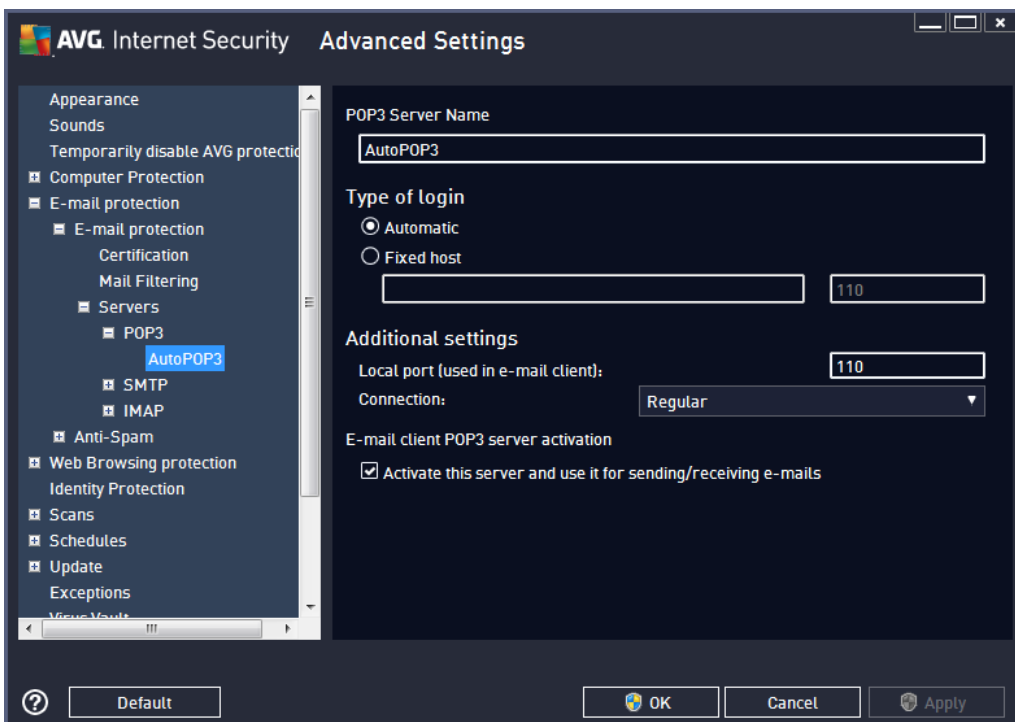 AVG. Internet Security Advanced Settings
Appearance
Sounds
Temporarily disable AVG protectic
Computer Protection
E-mail protection
E-mail protection
Certification
Mail Filtering
Servers
POP3
AutoPOP3
SMTP
IMAP
Anti-Spam
Web Browsing protection
Identity Protection
Scans
Schedules
Update
Exceptions
Virus Vault
POP3 Server Name
AutoPOP3
Type of login
Automatic
Fixed host
110
Additional settings
Local port (used in e-mail client): 110
Connection: Regular
E-mail client POP3 server activation
Activate this server and use it for sending/receiving e-mails
Default
OK
Cancel
Apply